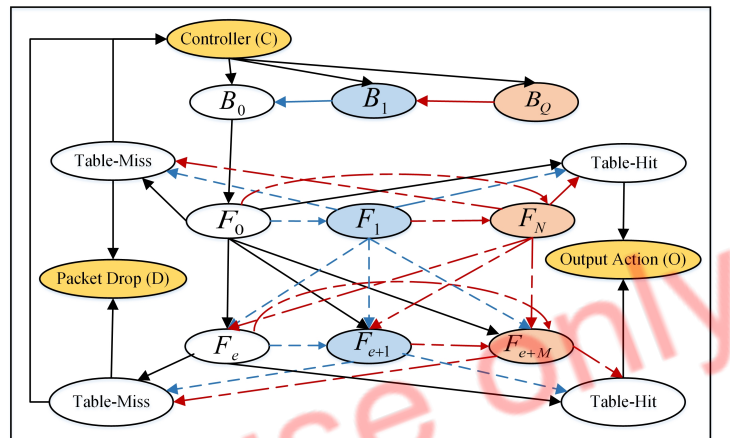 Controller (C)
B0 B1 BQ
Table-Miss Table-Hit
F0 F1 FN
Packet Drop (D) Output Action (O)
Fe Fe+1 Fe+M
Table-Miss Table-Hit
only